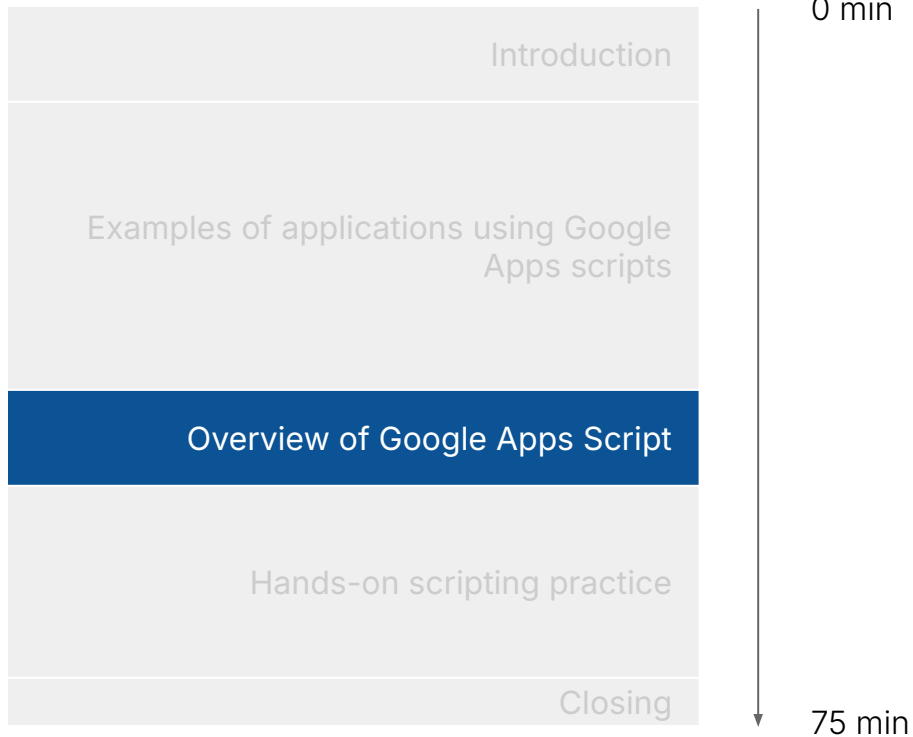 0 min
Introduction
Examples of applications using Google
Apps scripts
Overview of Google Apps Script
Hands-on scripting practice
Closing
75 min